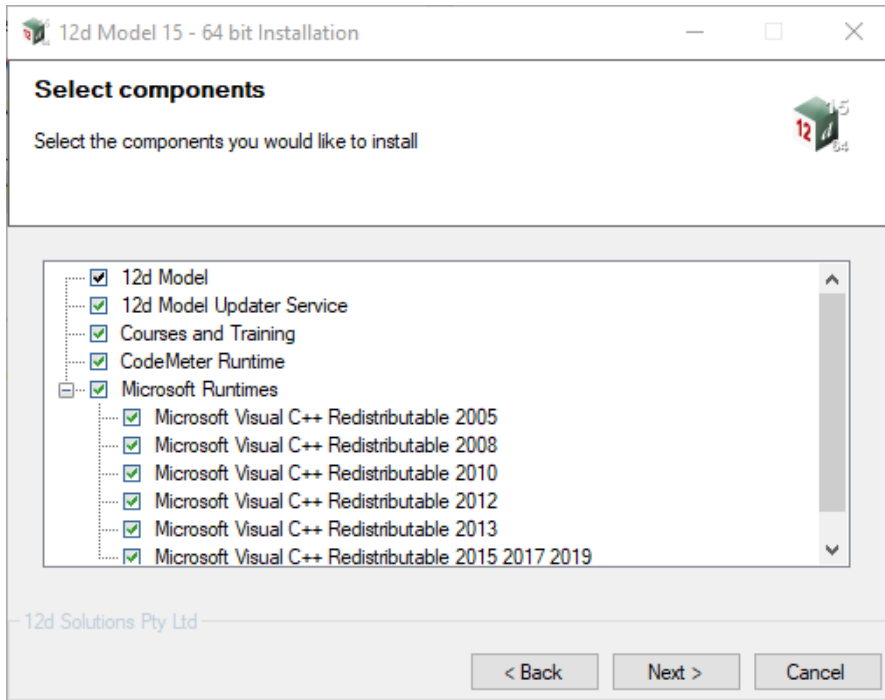 12d Model 15 - 64 bit Installation
Select components
Select the components you would like to install
15
12 d
64
12d Model
12d Model Updater Service
Courses and Training
CodeMeter Runtime
Microsoft Runtimes
Microsoft Visual C++ Redistributable 2005
Microsoft Visual C++ Redistributable 2008
Microsoft Visual C++ Redistributable 2010
Microsoft Visual C++ Redistributable 2012
Microsoft Visual C++ Redistributable 2013
Microsoft Visual C++ Redistributable 2015 2017 2019
12d Solutions Pty Ltd
< Back Next > Cancel